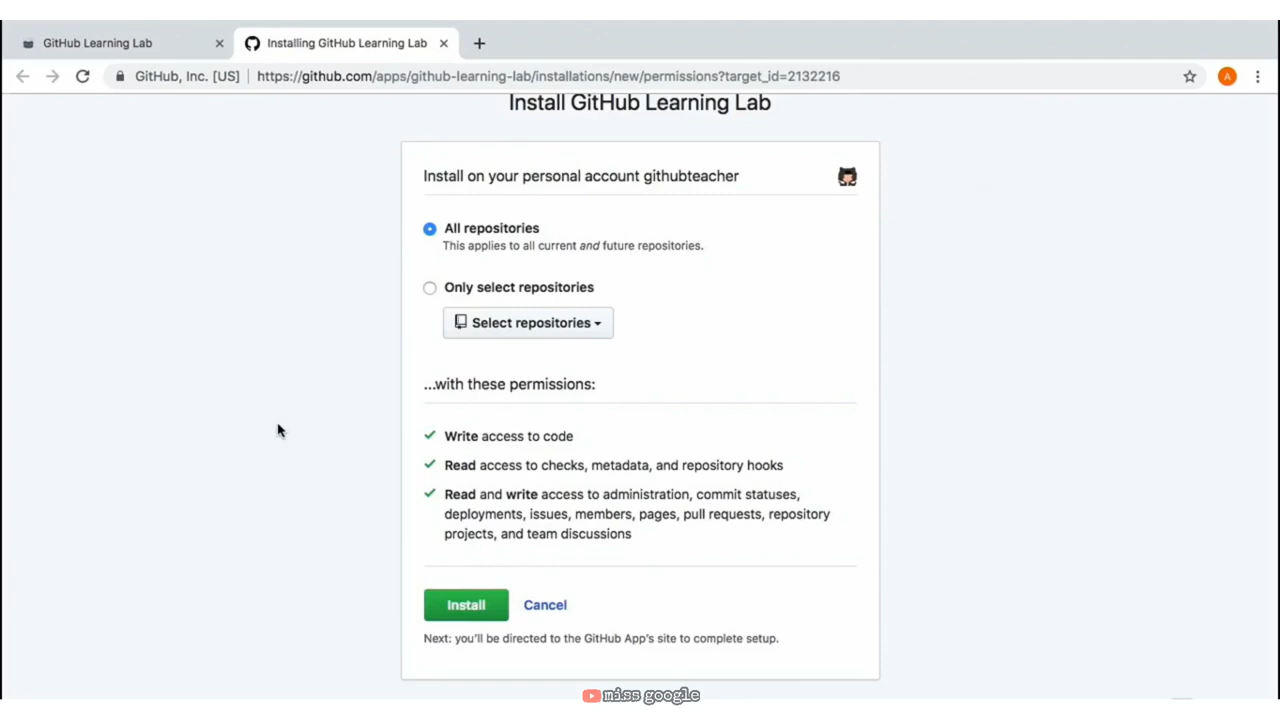 GitHub Learning Lab
Installing GitHub Learning Lab
GitHub, Inc. [US]
https://github.com/apps/github-learning-lab/installations/new/permissions?target_id=2132216
A
Install GitHub Learning Lab
Install on your personal account githubteacher
All repositories
This applies to all current and future repositories.
Only select repositories
Select repositories
...with these permissions:
Write access to code
Read access to checks, metadata, and repository hooks
Read and write access to administration, commit statuses,
deployments, issues, members, pages, pull requests, repository
projects, and team discussions
Install
Cancel
Next: you'll be directed to the GitHub App's site to complete setup.
miss google